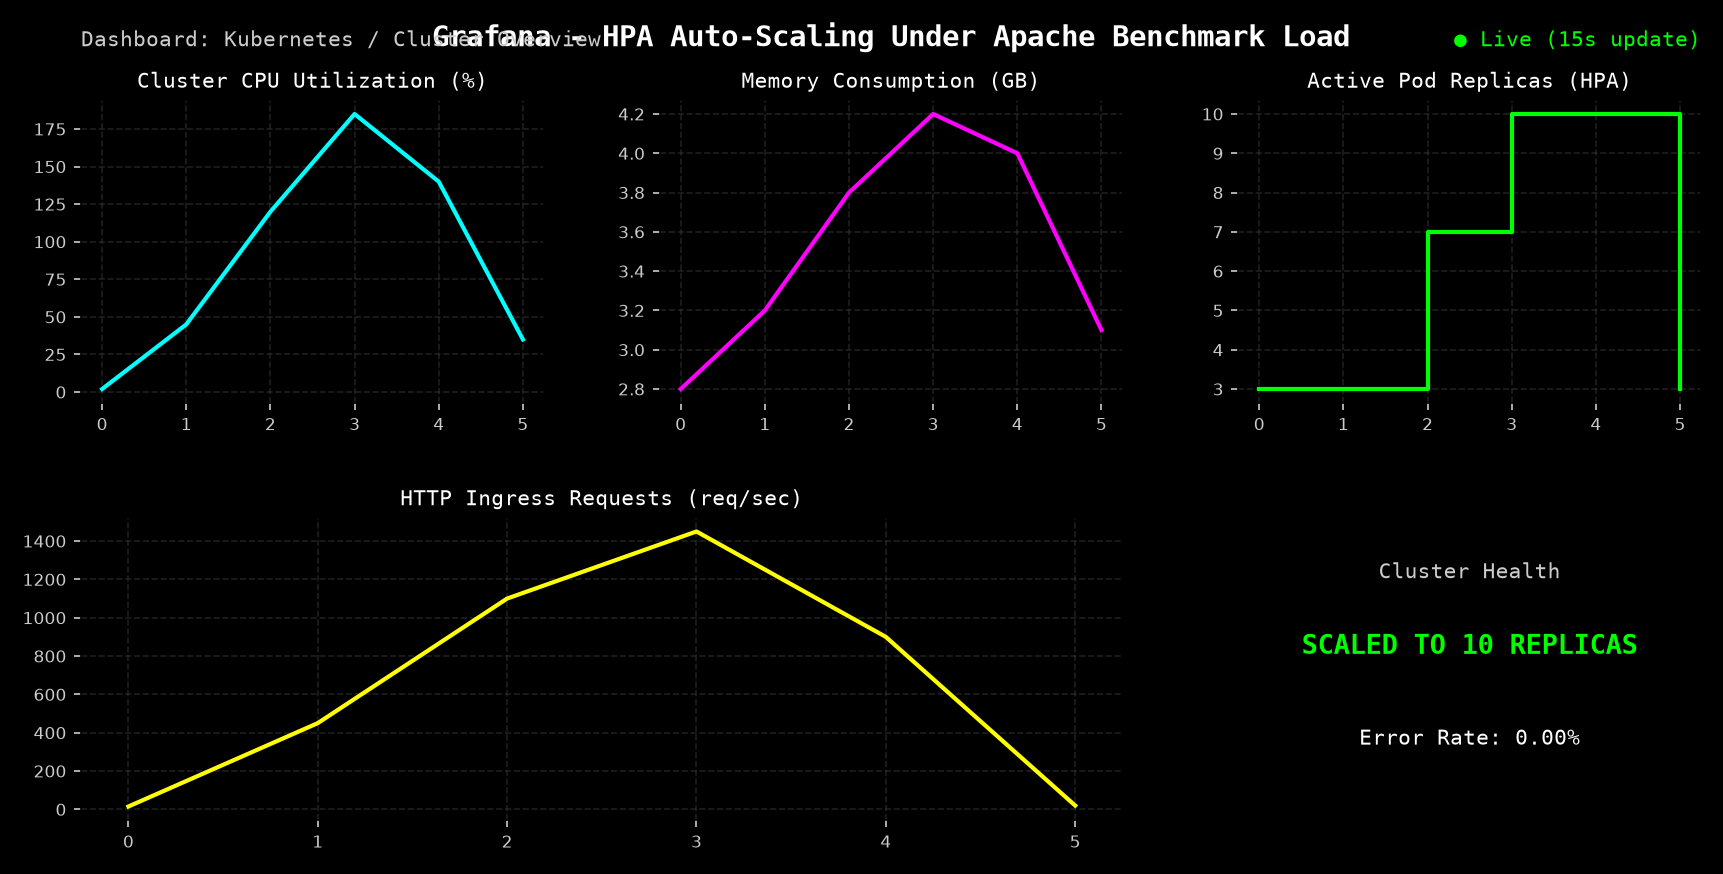 Dashboard: Kubernetes / Cluster Overview
Grafana - HPA Auto-Scaling Under Apache Benchmark Load
● Live (15s update)
Cluster CPU Utilization (%)
175
150
125
100
75
50
25
0
0 1 2 3 4 5
Memory Consumption (GB)
4.2
4.0
3.8
3.6
3.4
3.2
3.0
2.8
0 1 2 3 4 5
Active Pod Replicas (HPA)
10
9
8
7
6
5
4
3
0 1 2 3 4 5
HTTP Ingress Requests (req/sec)
1400
1200
1000
800
600
400
200
0
0 1 2 3 4 5
Cluster Health
SCALED TO 10 REPLICAS
Error Rate: 0.00%